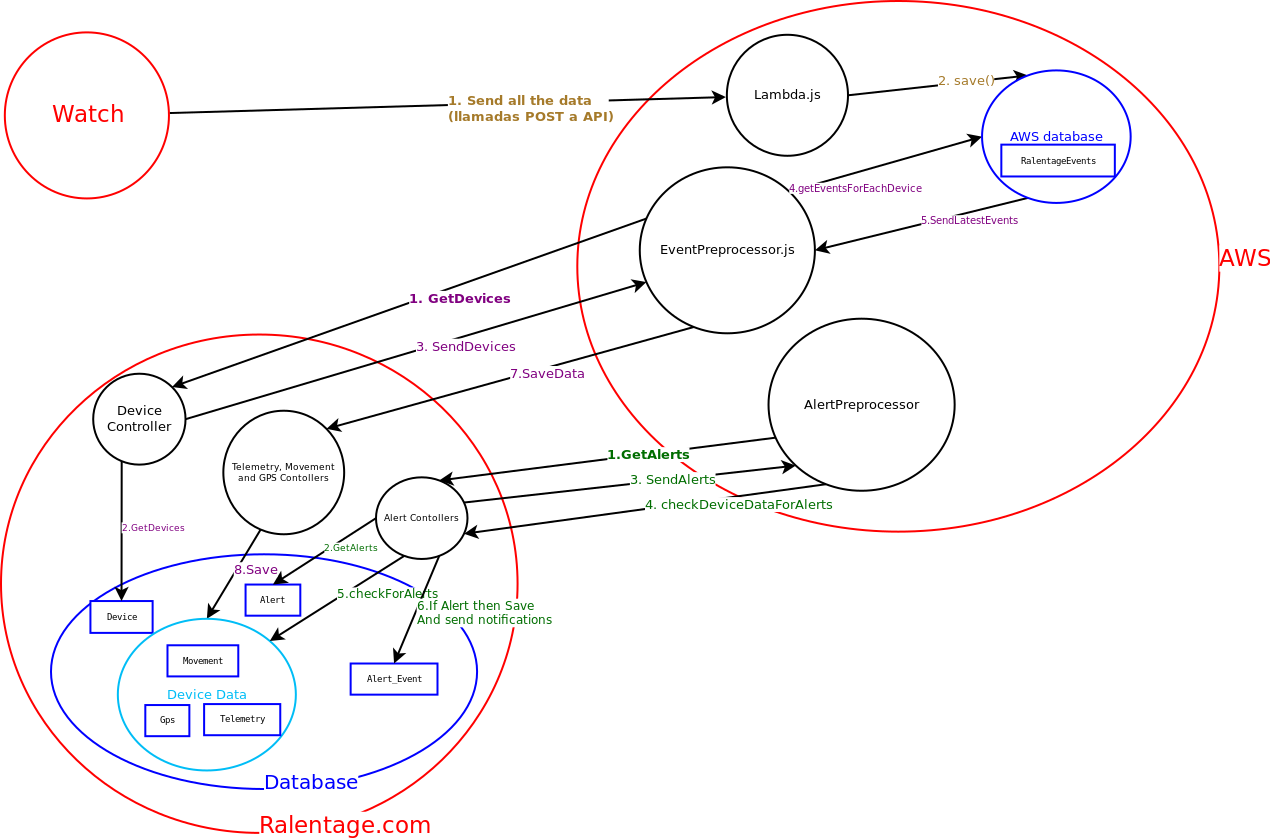 Watch
1. Send all the data
(llamadas POST a API)
Lambda.js
2. save()
AWS database
RalentageEvents
4.getEventsForEachDevice
5.SendLatestEvents
EventPreprocessor.js
AWS
1. GetDevices
3. SendDevices
7.SaveData
Device
Controller
AlertPreprocessor
Telemetry, Movement
and GPS Contollers
1.GetAlerts
3. SendAlerts
4. checkDeviceDataForAlerts
Alert Contollers
2.GetDevices
2.GetAlerts
8.Save
5.checkForAlerts
6.If Alert then Save
And send notifications
Alert
Device
Movement
Alert_Event
Device Data
Gps
Telemetry
Database
Ralentage.com